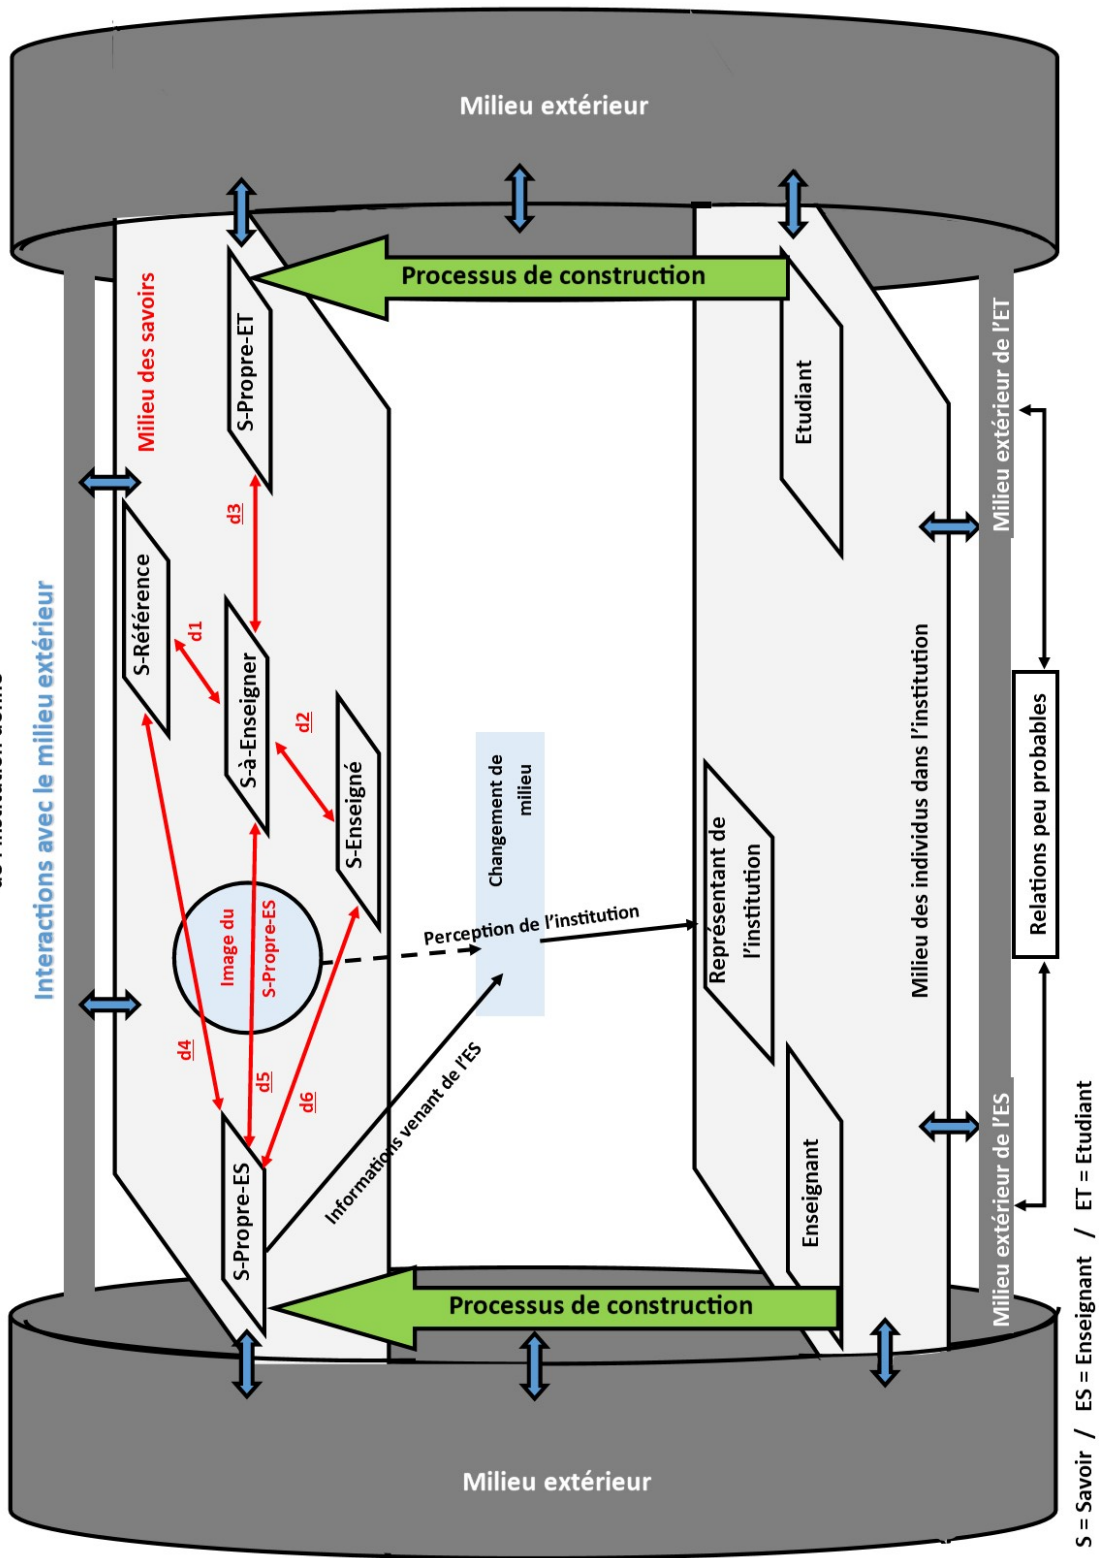 de l'institution donné
Interactions avec le milieu extérieur
Milieu extérieur
Milieu des savoirs
S-Référence
S-Propre-ET
d1
d3
S-à-Enseigner
d2
S-Enseigné
Image du
S-Propre-ES
d4
d5
d6
S-Propre-ES
Informations venant de l'ES
Perception de l'institution
Changement de
milieu
Processus de construction
Processus de construction
Représentant de
l'institution
Enseignant
Etudiant
Milieu des individus dans l'institution
Milieu extérieur
Milieu extérieur de l'ES
Milieu extérieur de l'ET
Relations peu probables
S = Savoir / ES = Enseignant / ET = Etudiant